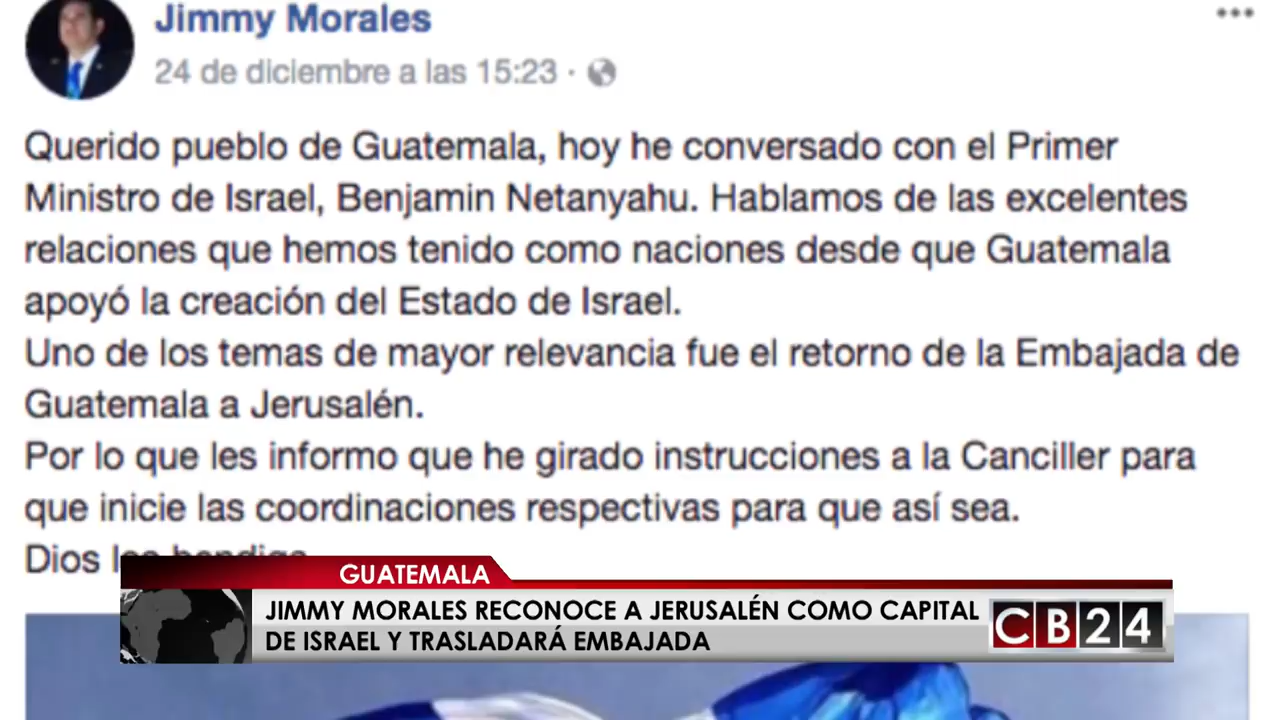 Jimmy Morales
24 de diciembre a las 15:23 ·
Querido pueblo de Guatemala, hoy he conversado con el Primer
Ministro de Israel, Benjamin Netanyahu. Hablamos de las excelentes
relaciones que hemos tenido como naciones desde que Guatemala
apoyó la creación del Estado de Israel.
Uno de los temas de mayor relevancia fue el retorno de la Embajada de
Guatemala a Jerusalén.
Por lo que les informo que he girado instrucciones a la Canciller para
que inicie las coordinaciones respectivas para que así sea.
Dios
GUATEMALA
JIMMY MORALES RECONOCE A JERUSALÉN COMO CAPITAL
DE ISRAEL Y TRASLADARÁ EMBAJADA
CB24